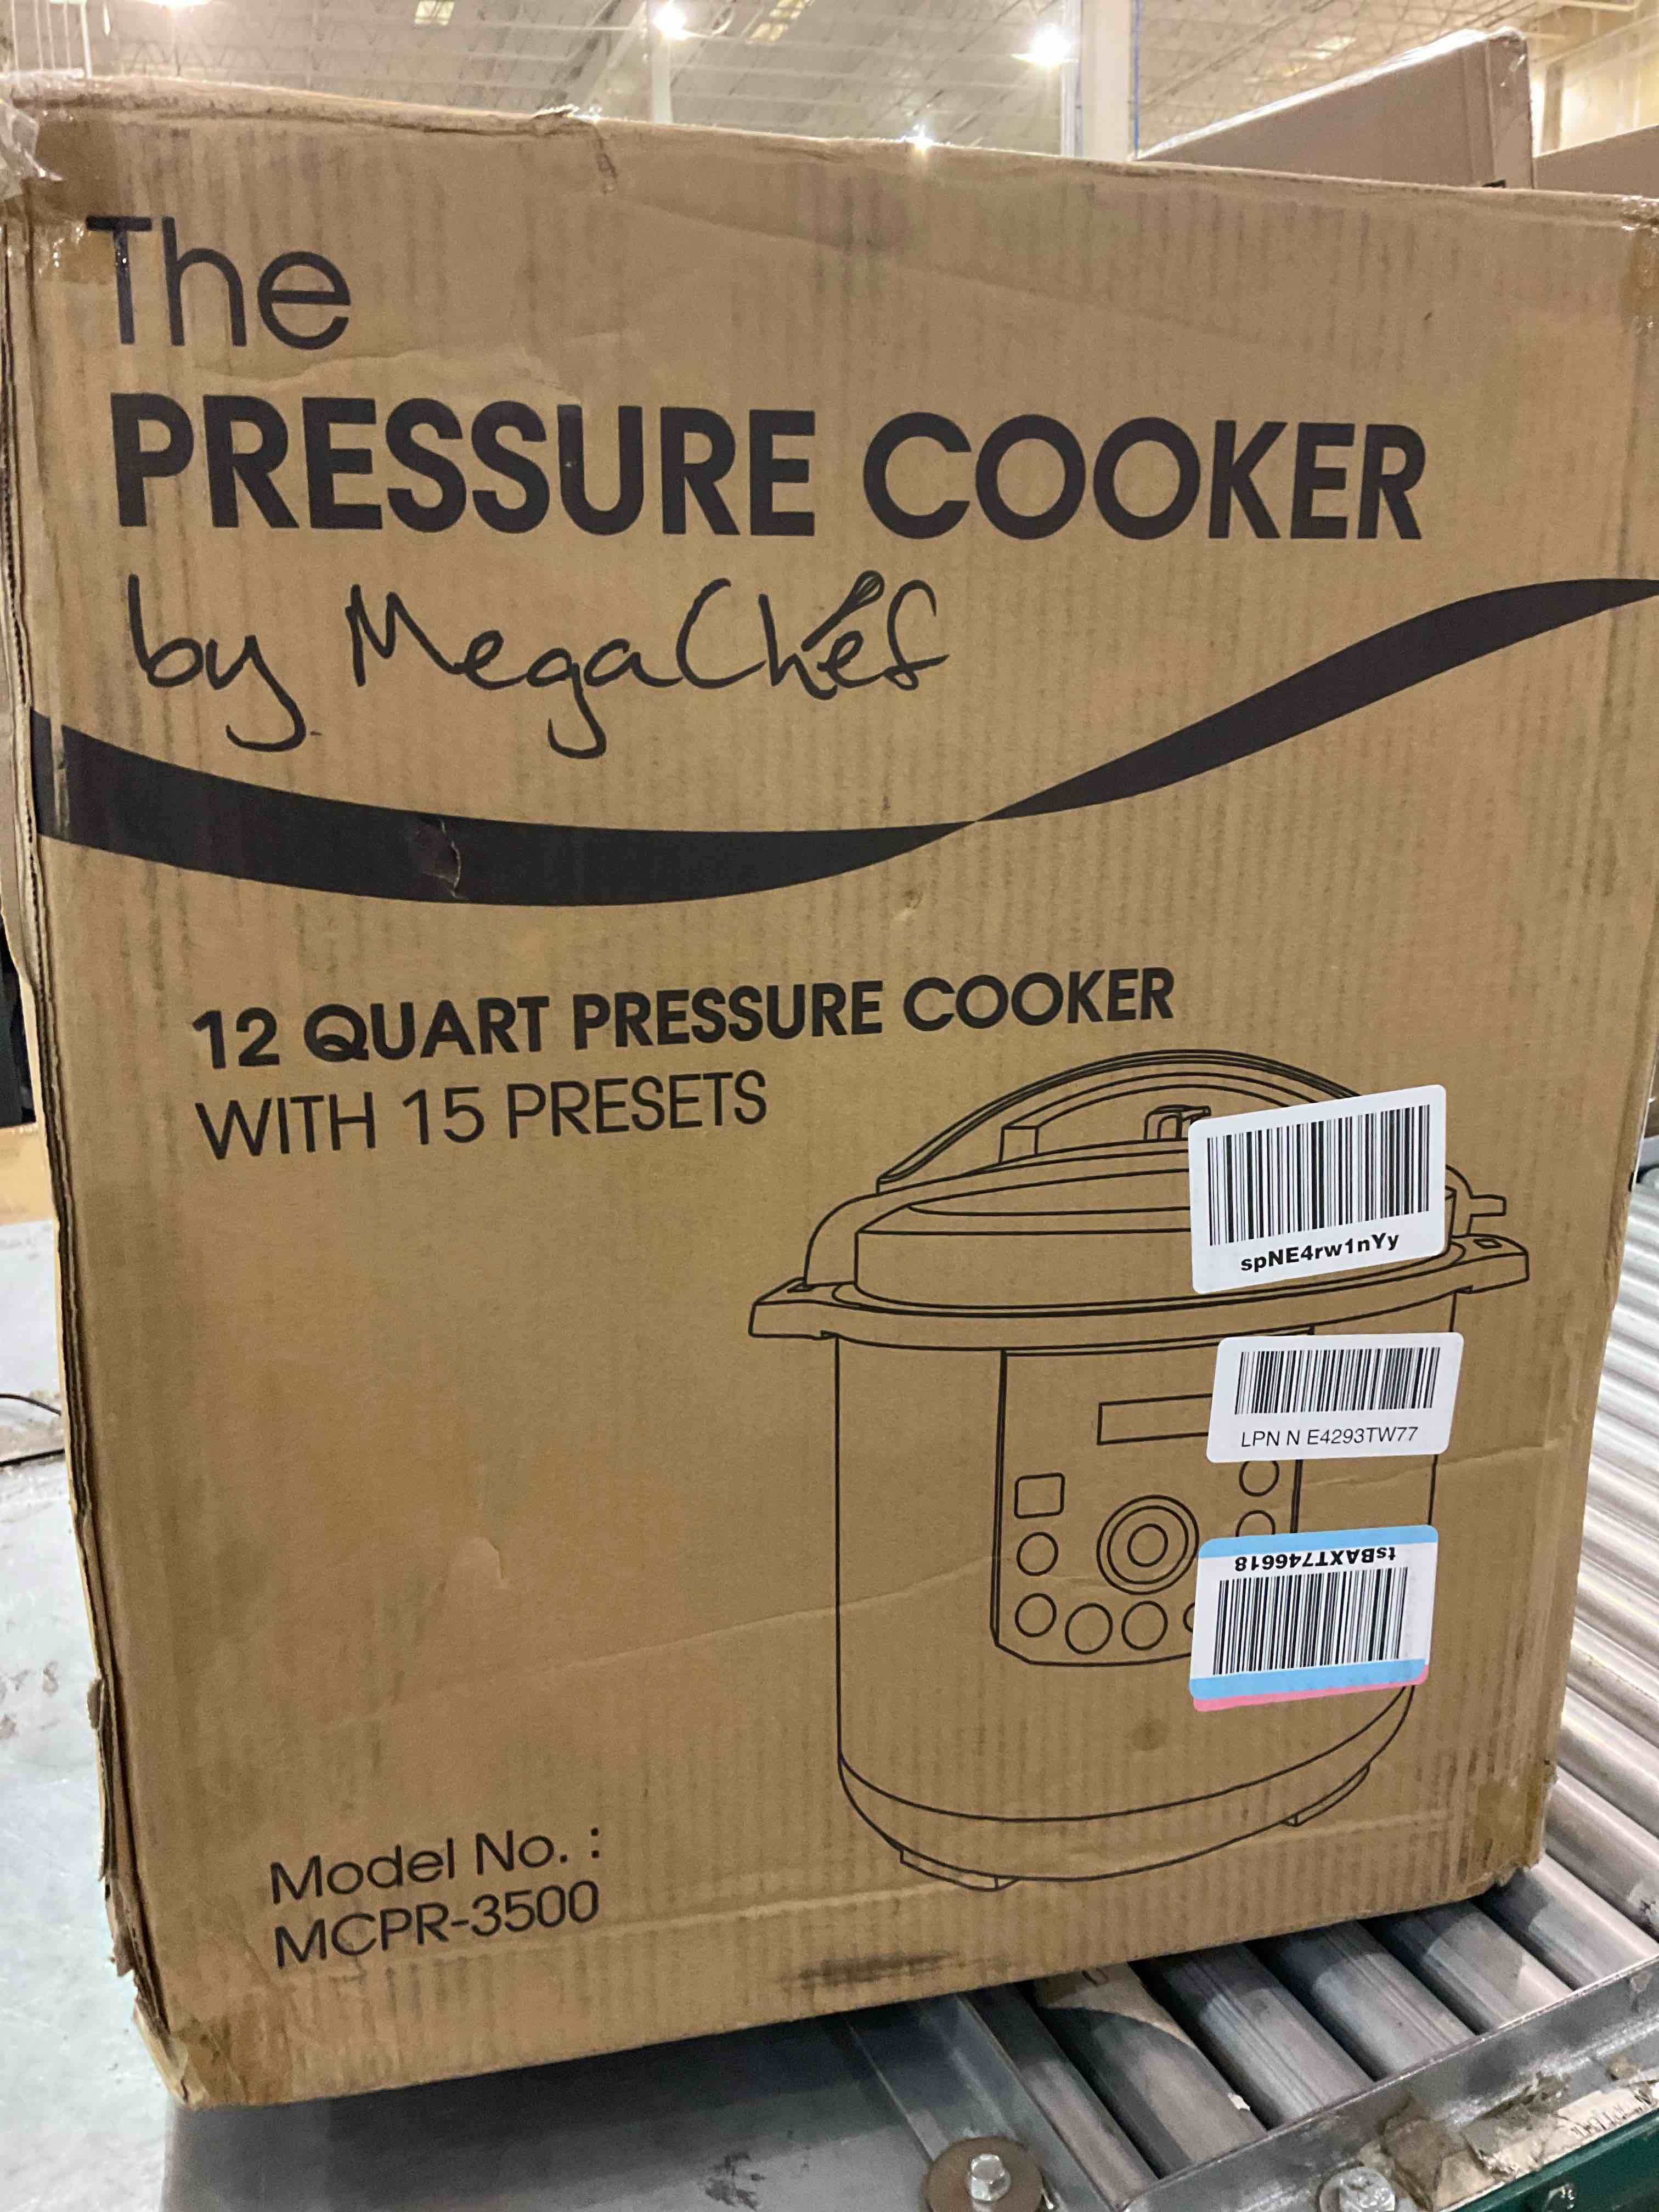 The
PRESSURE COOKER
by MegaChef
12 QUART PRESSURE COOKER
WITH 15 PRESETS
spNE4rw1nYy
LPN N E4293TW77
tsBAXT746618
Model No. :
MCPR-3500